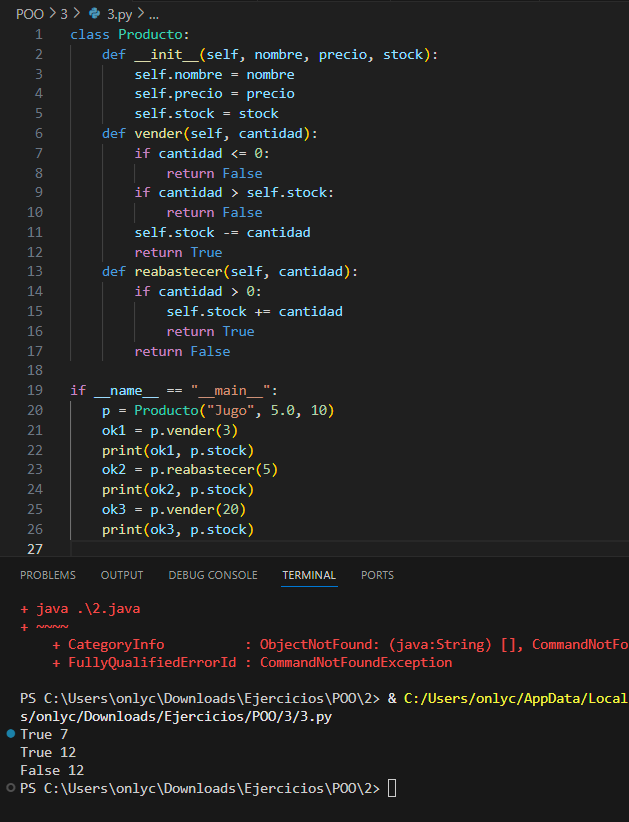 POO > 3 > 3.py > ...
1 class Producto:
2     def __init__(self, nombre, precio, stock):
3         self.nombre = nombre
4         self.precio = precio
5         self.stock = stock
6     def vender(self, cantidad):
7         if cantidad <= 0:
8             return False
9         if cantidad > self.stock:
10             return False
11         self.stock -= cantidad
12         return True
13     def reabastecer(self, cantidad):
14         if cantidad > 0:
15             self.stock += cantidad
16             return True
17         return False
18
19 if __name__ == "__main__":
20     p = Producto("Jugo", 5.0, 10)
21     ok1 = p.vender(3)
22     print(ok1, p.stock)
23     ok2 = p.reabastecer(5)
24     print(ok2, p.stock)
25     ok3 = p.vender(20)
26     print(ok3, p.stock)
27
PROBLEMS OUTPUT DEBUG CONSOLE TERMINAL PORTS
+ java .\2.java
+ ~~~~
    + CategoryInfo          : ObjectNotFound: (java:String) [], CommandNotFo
    + FullyQualifiedErrorId : CommandNotFoundException
PS C:\Users\onlyc\Downloads\Ejercicios\POO\2> & C:/Users/onlyc/AppData/Local
s/onlyc/Downloads/Ejercicios/POO/3/3.py
True 7
True 12
False 12
PS C:\Users\onlyc\Downloads\Ejercicios\POO\2>